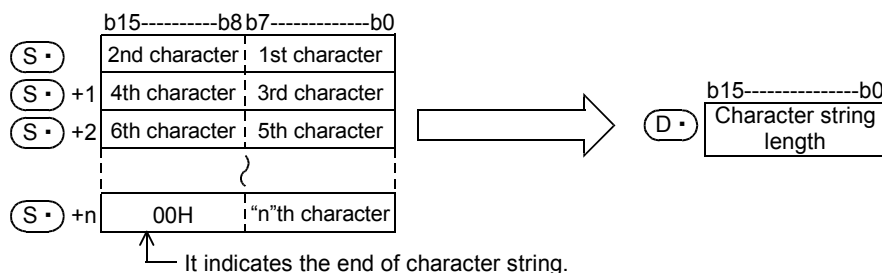 b15----------b8 b7-------------b0
S・ 2nd character 1st character
S・ +1 4th character 3rd character
S・ +2 6th character 5th character
S・ +n 00H “n”th character
It indicates the end of character string.
b15---------------b0
D・ Character string
length